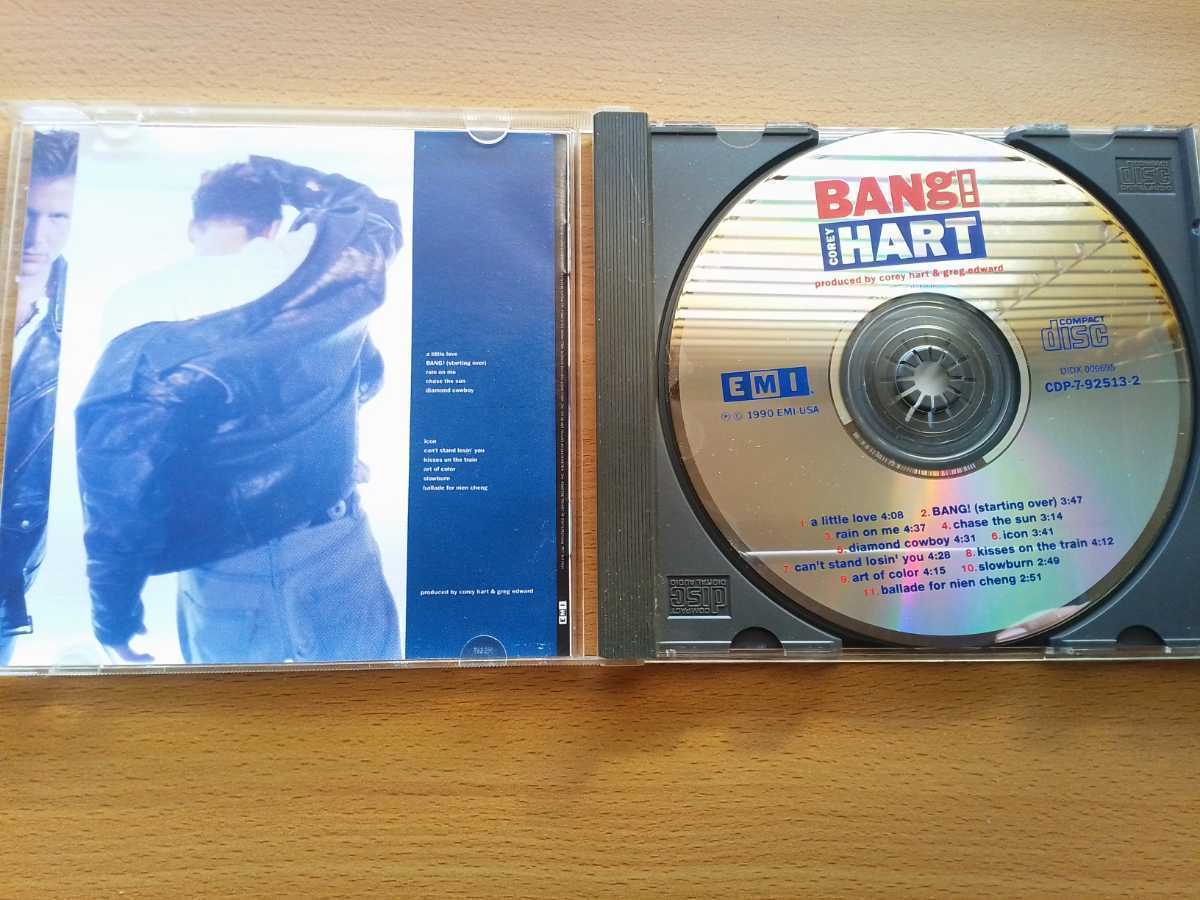 a little love
BANG! (starting over)
rain on me
chase the sun
diamond cowboy
icon
can't stand losin' you
kisses on the train
art of color
slowburn
ballade for nien cheng
produced by corey hart & greg edward
EMI
BANg!
COREY HART
produced by corey hart & greg edward
EMI
℗ © 1990 EMI-USA
COMPACT
disc
DIDX 006695
CDP-7-92513-2
1. a little love 4:08 2. BANG! (starting over) 3:47
3. rain on me 4:37 4. chase the sun 3:14
5. diamond cowboy 4:31 6. icon 3:41
7. can't stand losin' you 4:28 8. kisses on the train 4:12
9. art of color 4:15 10. slowburn 2:49
11. ballade for nien cheng 2:51
COMPACT
disc
DIGITAL AUDIO
COMPACT
disc
DIGITAL AUDIO